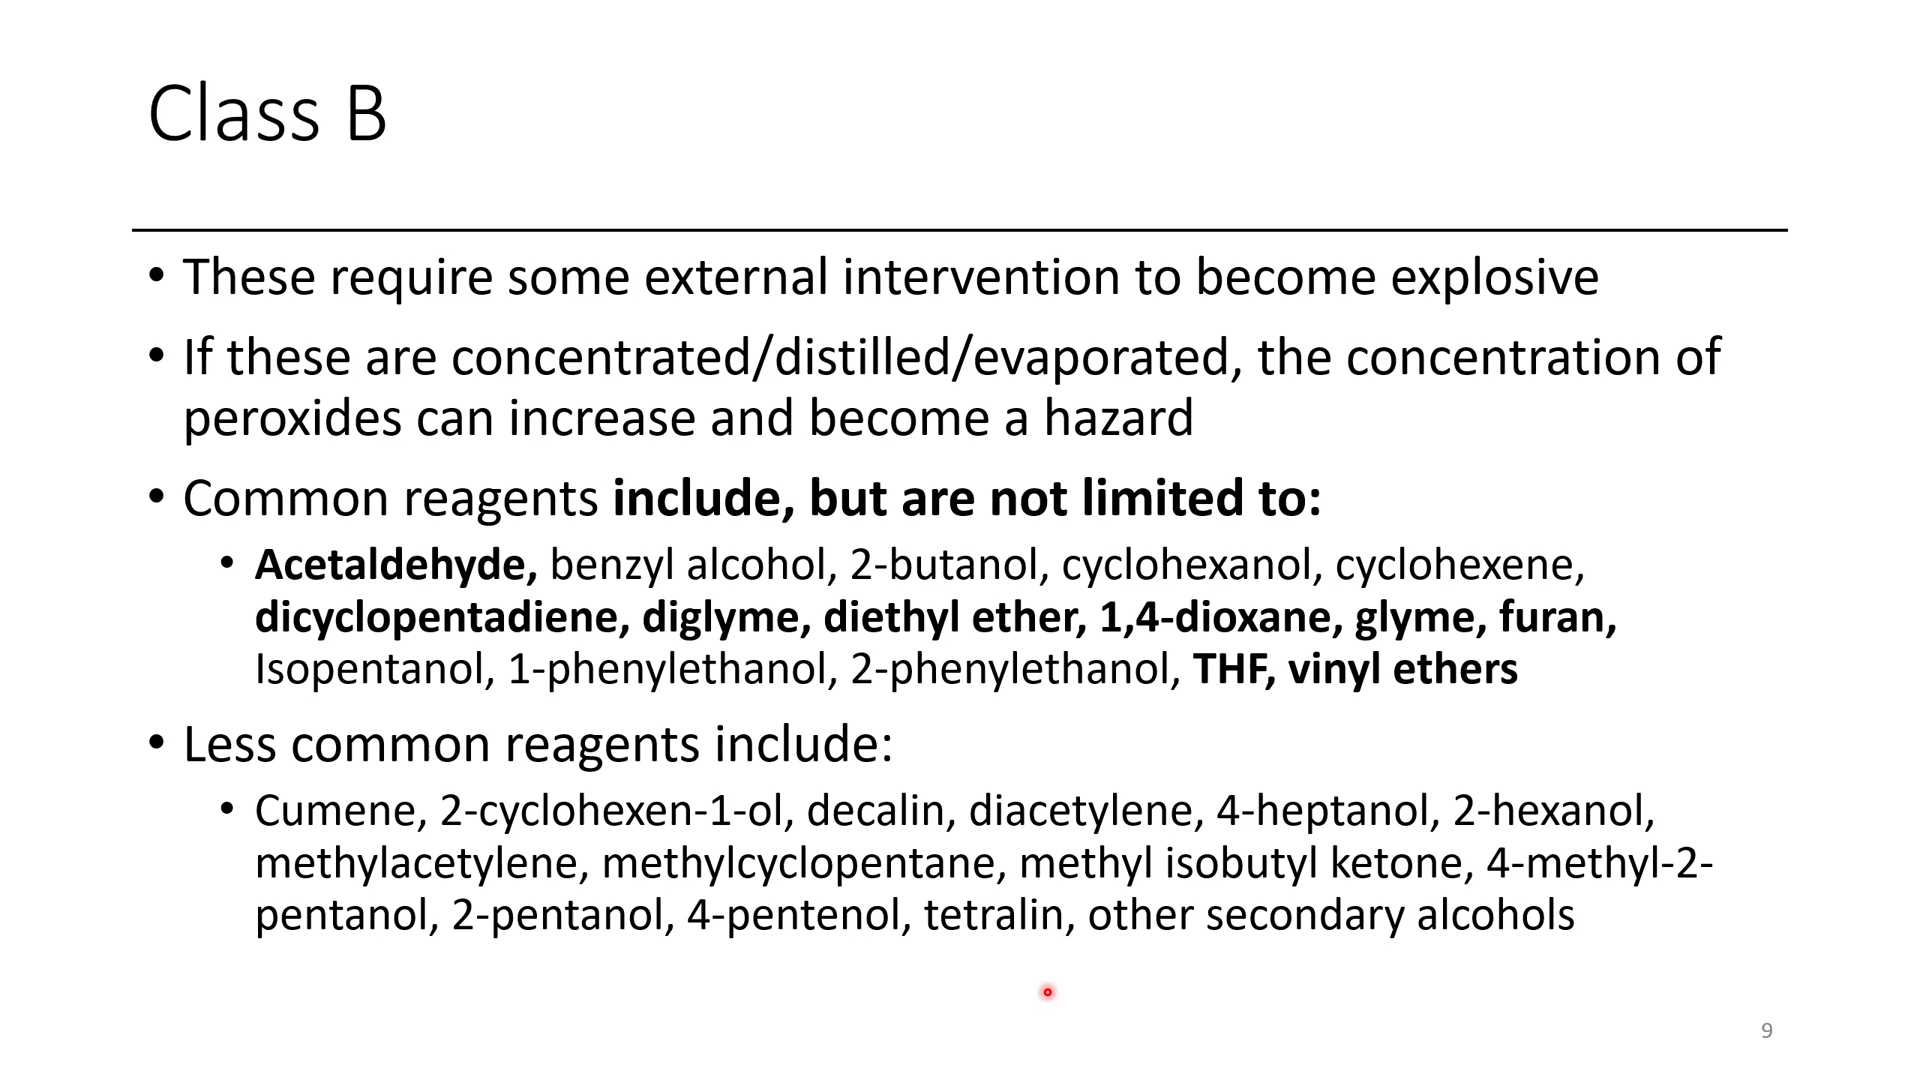 Class B
• These require some external intervention to become explosive
• If these are concentrated/distilled/evaporated, the concentration of
peroxides can increase and become a hazard
• Common reagents include, but are not limited to:
• Acetaldehyde, benzyl alcohol, 2-butanol, cyclohexanol, cyclohexene,
dicyclopentadiene, diglyme, diethyl ether, 1,4-dioxane, glyme, furan,
Isopentanol, 1-phenylethanol, 2-phenylethanol, THF, vinyl ethers
• Less common reagents include:
• Cumene, 2-cyclohexen-1-ol, decalin, diacetylene, 4-heptanol, 2-hexanol,
methylacetylene, methylcyclopentane, methyl isobutyl ketone, 4-methyl-2-
pentanol, 2-pentanol, 4-pentenol, tetralin, other secondary alcohols
9